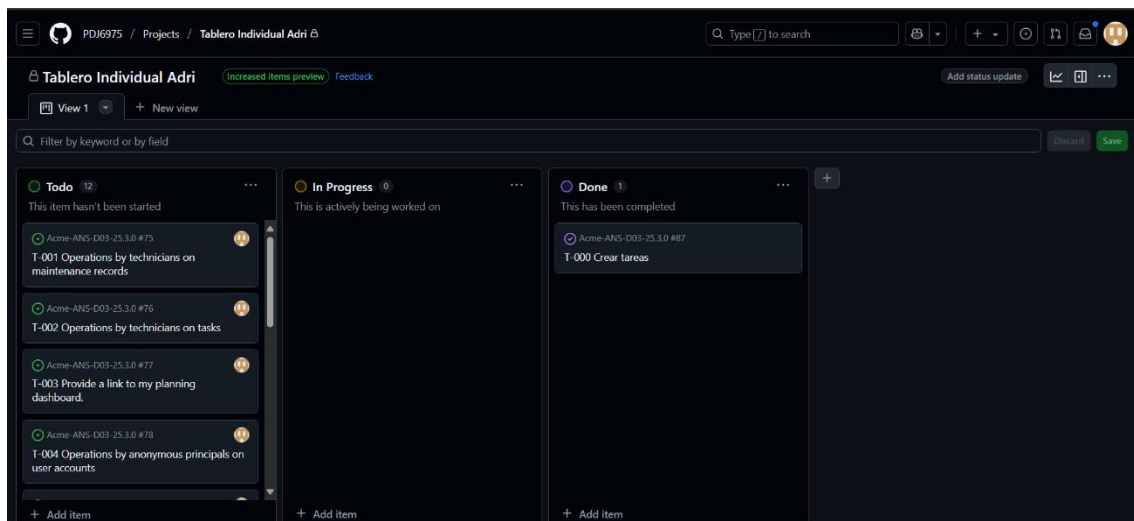 PDJ6975 / Projects / Tablero Individual Adri
Type / to search
Tablero Individual Adri
Increased items preview
Feedback
Add status update
View 1
+ New view
Filter by keyword or by field
Discard
Save
Todo 12
This item hasn't been started
Acme-ANS-D03-25.3.0 #75
T-001 Operations by technicians on
maintenance records
Acme-ANS-D03-25.3.0 #76
T-002 Operations by technicians on tasks
Acme-ANS-D03-25.3.0 #77
T-003 Provide a link to my planning
dashboard.
Acme-ANS-D03-25.3.0 #78
T-004 Operations by anonymous principals on
user accounts
+ Add item
In Progress 0
This is actively being worked on
+ Add item
Done 1
This has been completed
Acme-ANS-D03-25.3.0 #87
T-000 Crear tareas
+ Add item